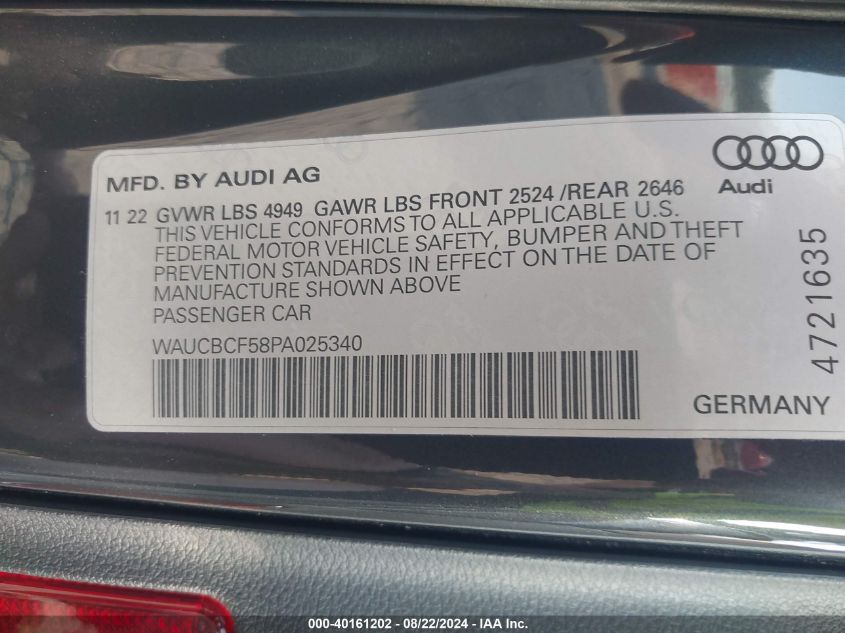 MFD. BY AUDI AG
Audi
11 22 GVWR LBS 4949 GAWR LBS FRONT 2524 /REAR 2646
THIS VEHICLE CONFORMS TO ALL APPLICABLE U.S.
FEDERAL MOTOR VEHICLE SAFETY, BUMPER AND THEFT
PREVENTION STANDARDS IN EFFECT ON THE DATE OF
MANUFACTURE SHOWN ABOVE
PASSENGER CAR
WAUCBCF58PA025340
GERMANY
4721635
000-40161202 - 08/22/2024 - IAA Inc.